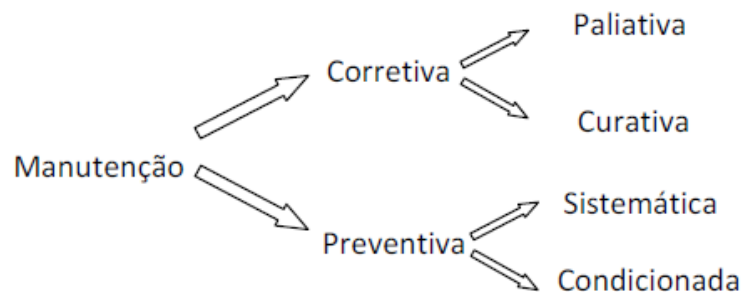 Paliativa
Corretiva
Curativa
Manutenção
Sistemática
Preventiva
Condicionada